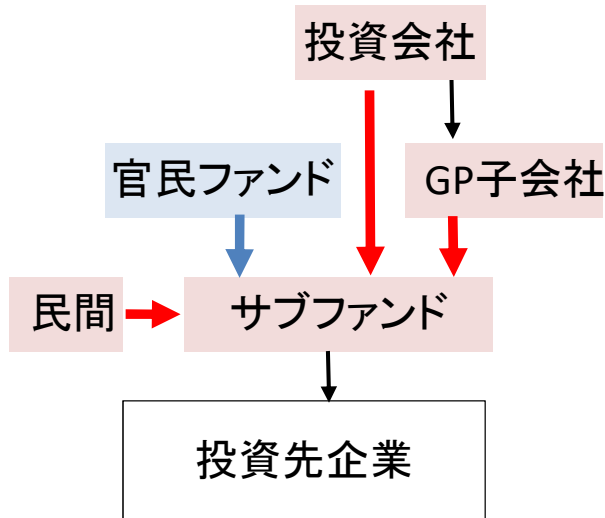 投資会社
官民ファンド
GP子会社
民間
サブファンド
投資先企業